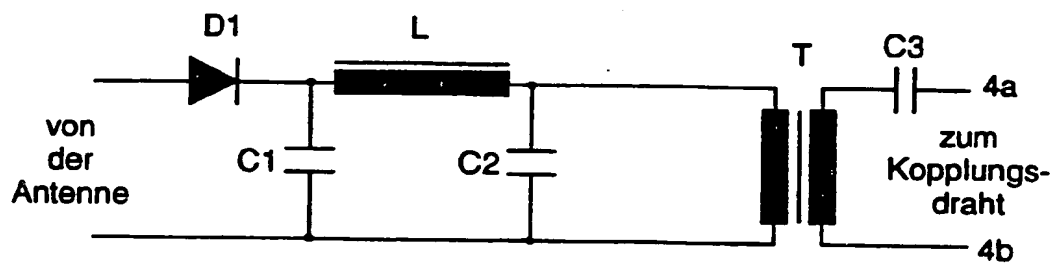 D1
L
T
C3
4a
von
der
Antenne
C1
C2
zum
Kopplungs-
draht
4b